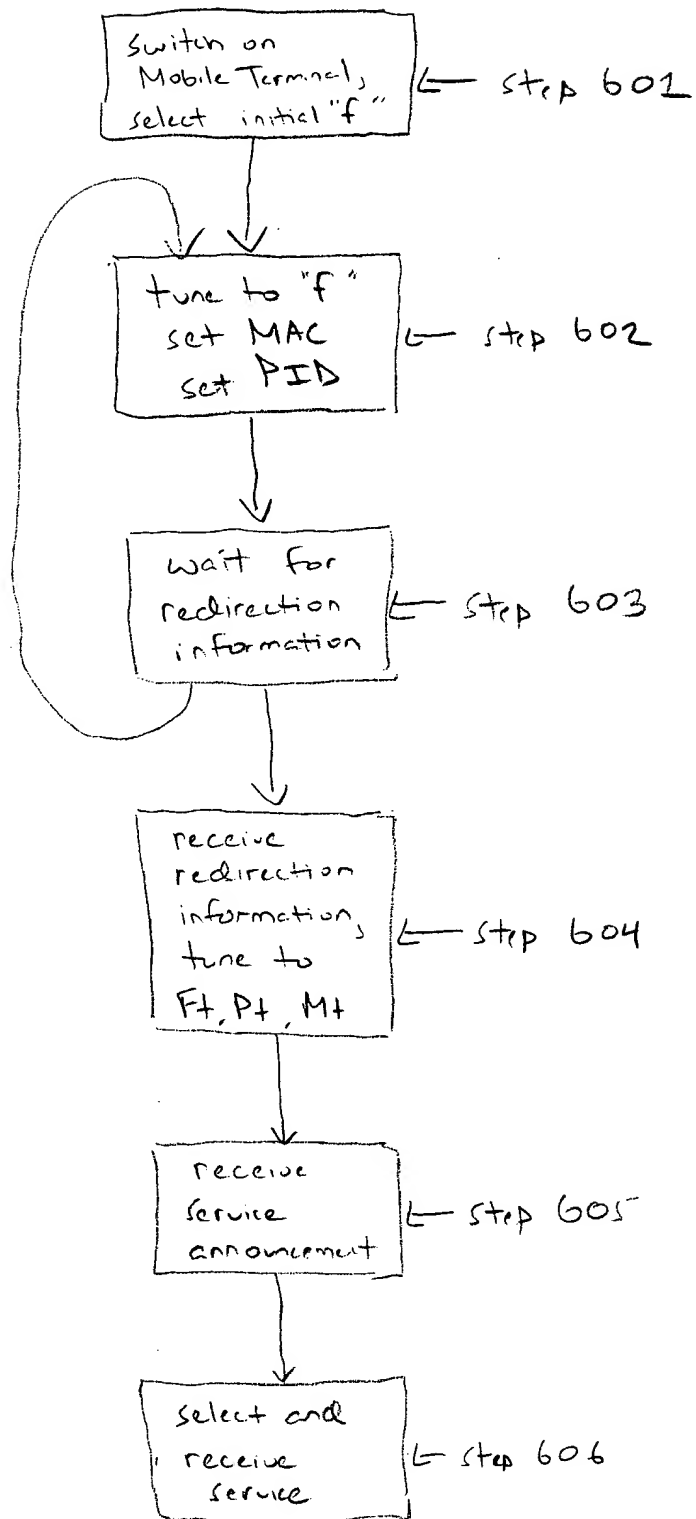 switch on
Mobile Terminal,
select initial "f"
← step 601
tune to "f"
set MAC
set PID
← step 602
wait for
redirection
information
← step 603
receive
redirection
information,
tune to
Ft, Pt, Mt
← step 604
receive
service
announcement
← step 605
select and
receive
service
← step 606